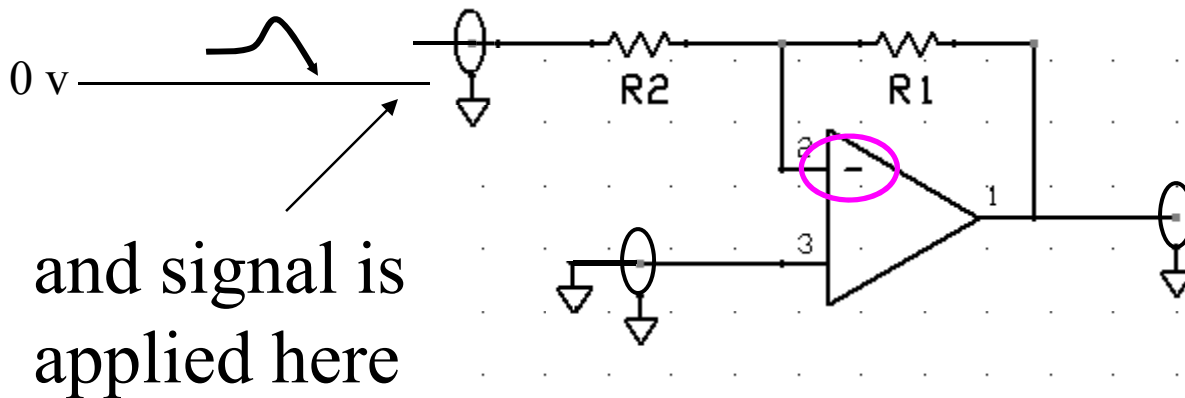 0 v
R2
R1
2
-
1
3
and signal is
applied here